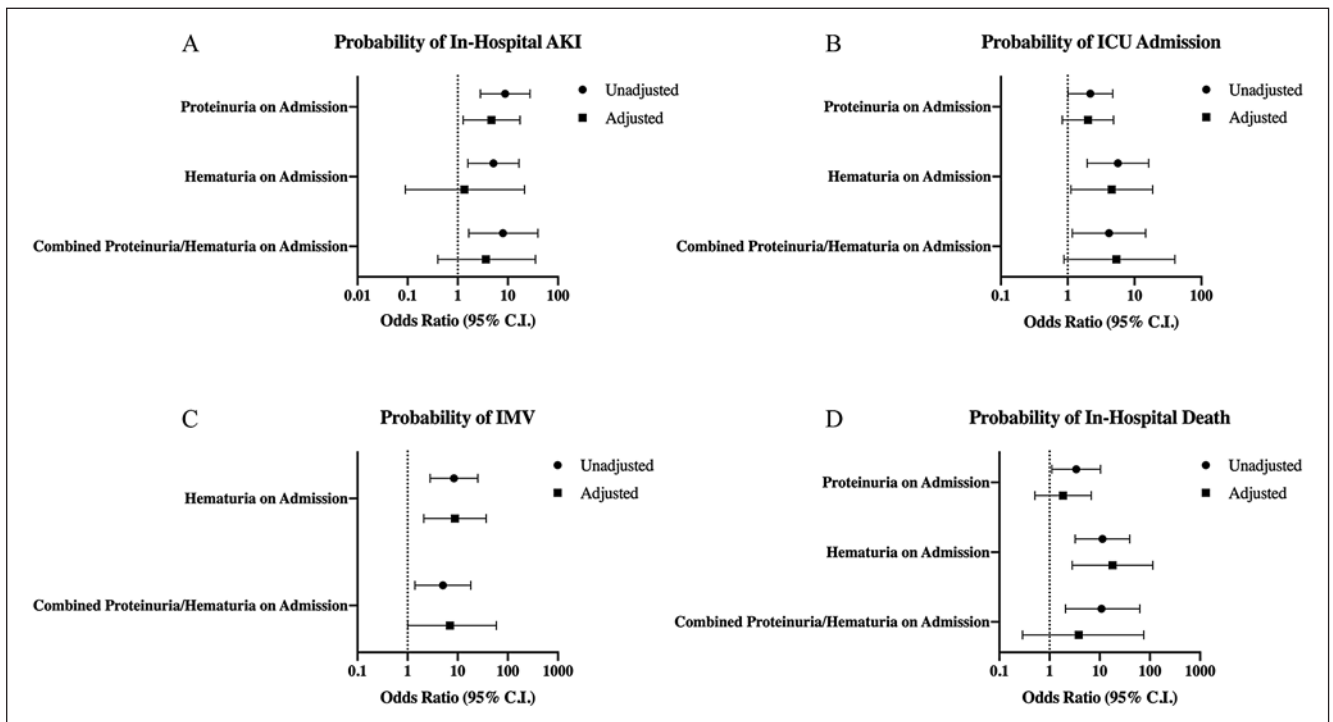 A
Probability of In-Hospital AKI
Unadjusted
Adjusted
Proteinuria on Admission
Hematuria on Admission
Combined Proteinuria/Hematuria on Admission
0.01 0.1 1 10 100
Odds Ratio (95% C.I.)
B
Probability of ICU Admission
Unadjusted
Adjusted
Proteinuria on Admission
Hematuria on Admission
Combined Proteinuria/Hematuria on Admission
0.1 1 10 100
Odds Ratio (95% C.I.)
C
Probability of IMV
Unadjusted
Adjusted
Hematuria on Admission
Combined Proteinuria/Hematuria on Admission
0.1 1 10 100 1000
Odds Ratio (95% C.I.)
D
Probability of In-Hospital Death
Unadjusted
Adjusted
Proteinuria on Admission
Hematuria on Admission
Combined Proteinuria/Hematuria on Admission
0.1 1 10 100 1000
Odds Ratio (95% C.I.)